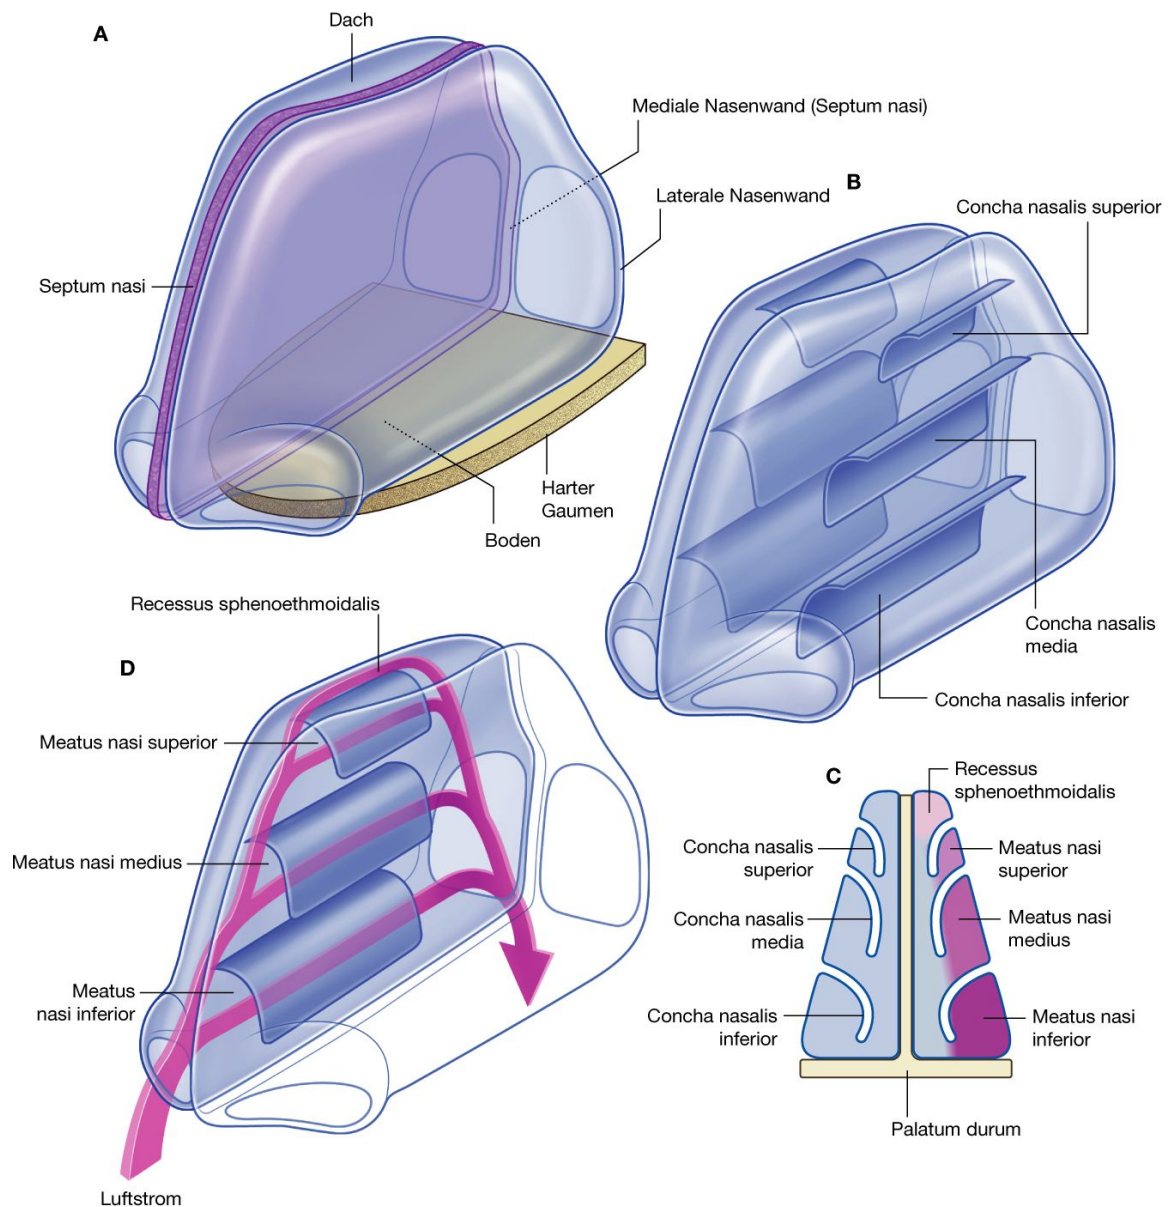 A
Dach
Mediale Nasenwand (Septum nasi)
Laterale Nasenwand
Septum nasi
Harter
Gaumen
Boden
B
Concha nasalis superior
Concha nasalis
media
Concha nasalis inferior
Recessus sphenoethmoidalis
D
Meatus nasi superior
Meatus nasi medius
Meatus
nasi inferior
Luftstrom
C
Recessus
sphenoethmoidalis
Concha nasalis
superior
Meatus nasi
superior
Concha nasalis
media
Meatus nasi
medius
Concha nasalis
inferior
Meatus nasi
inferior
Palatum durum